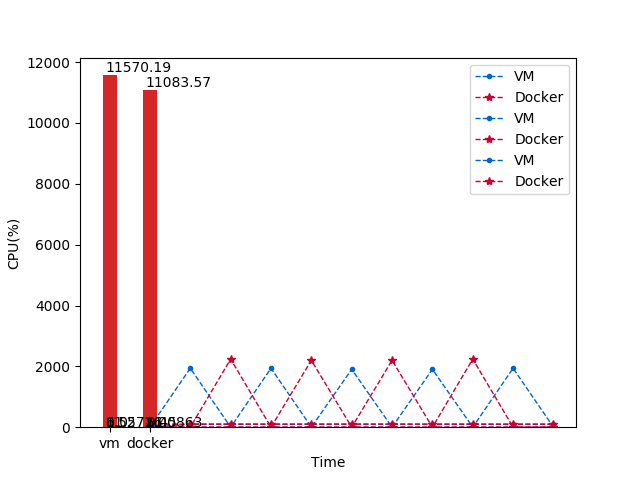 11570.19
11083.57
VM
Docker
VM
Docker
VM
Docker
12000
10000
8000
6000
4000
2000
0
CPU(%)
vm docker
Time